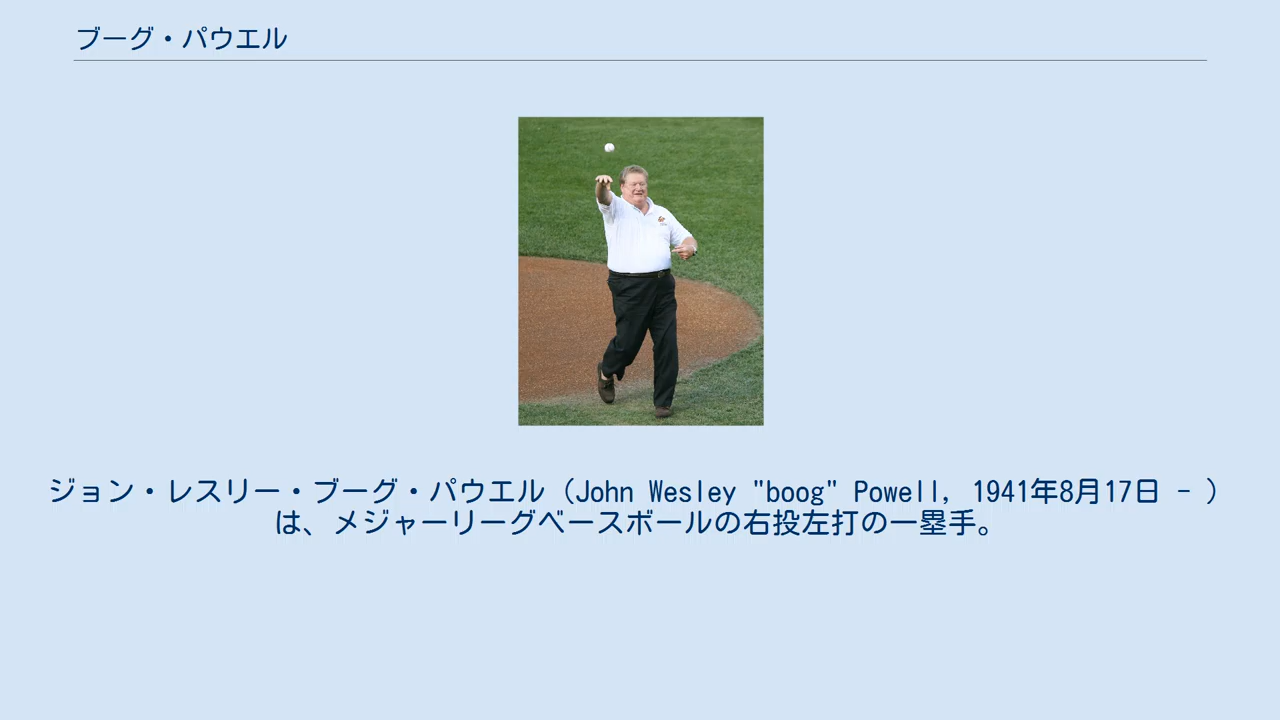 ブーグ・パウエル
ジョン・レスリー・ブーグ・パウエル（John Wesley "boog" Powell, 1941年8月17日 - ）
は、メジャーリーグベースボールの右投左打の一塁手。